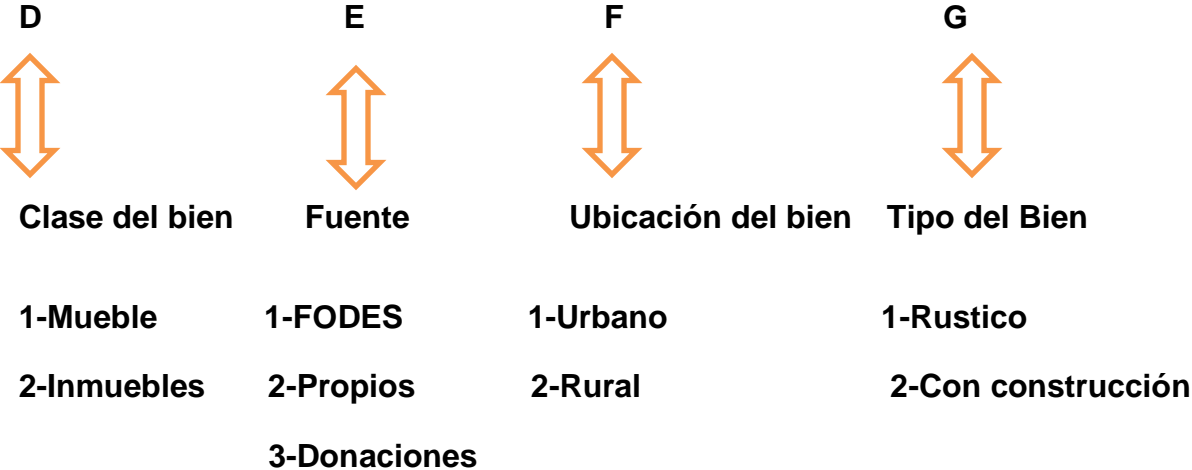 D E F G
Clase del bien Fuente Ubicación del bien Tipo del Bien
1-Mueble 1-FODES 1-Urbano 1-Rustico
2-Inmuebles 2-Propios 2-Rural 2-Con construcción
3-Donaciones